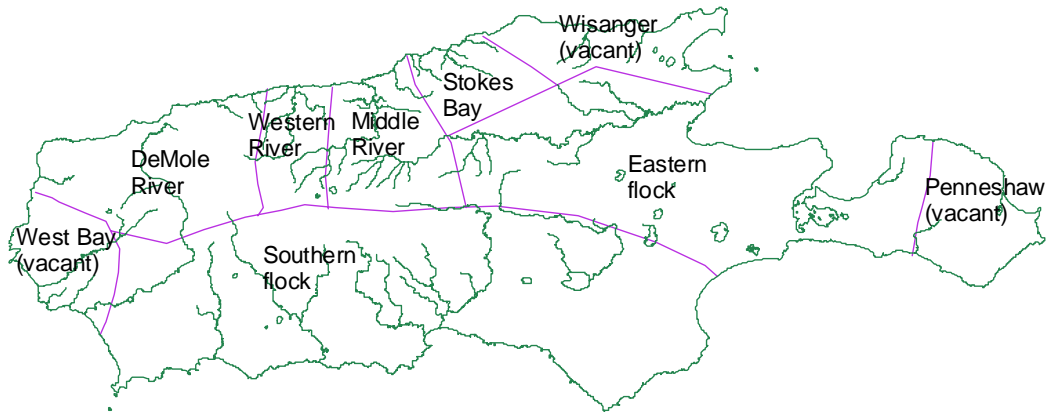 Wisanger
(vacant)
Stokes
Bay
Western
River
Middle
River
DeMole
River
Eastern
flock
Penneshaw
(vacant)
West Bay
(vacant)
Southern
flock